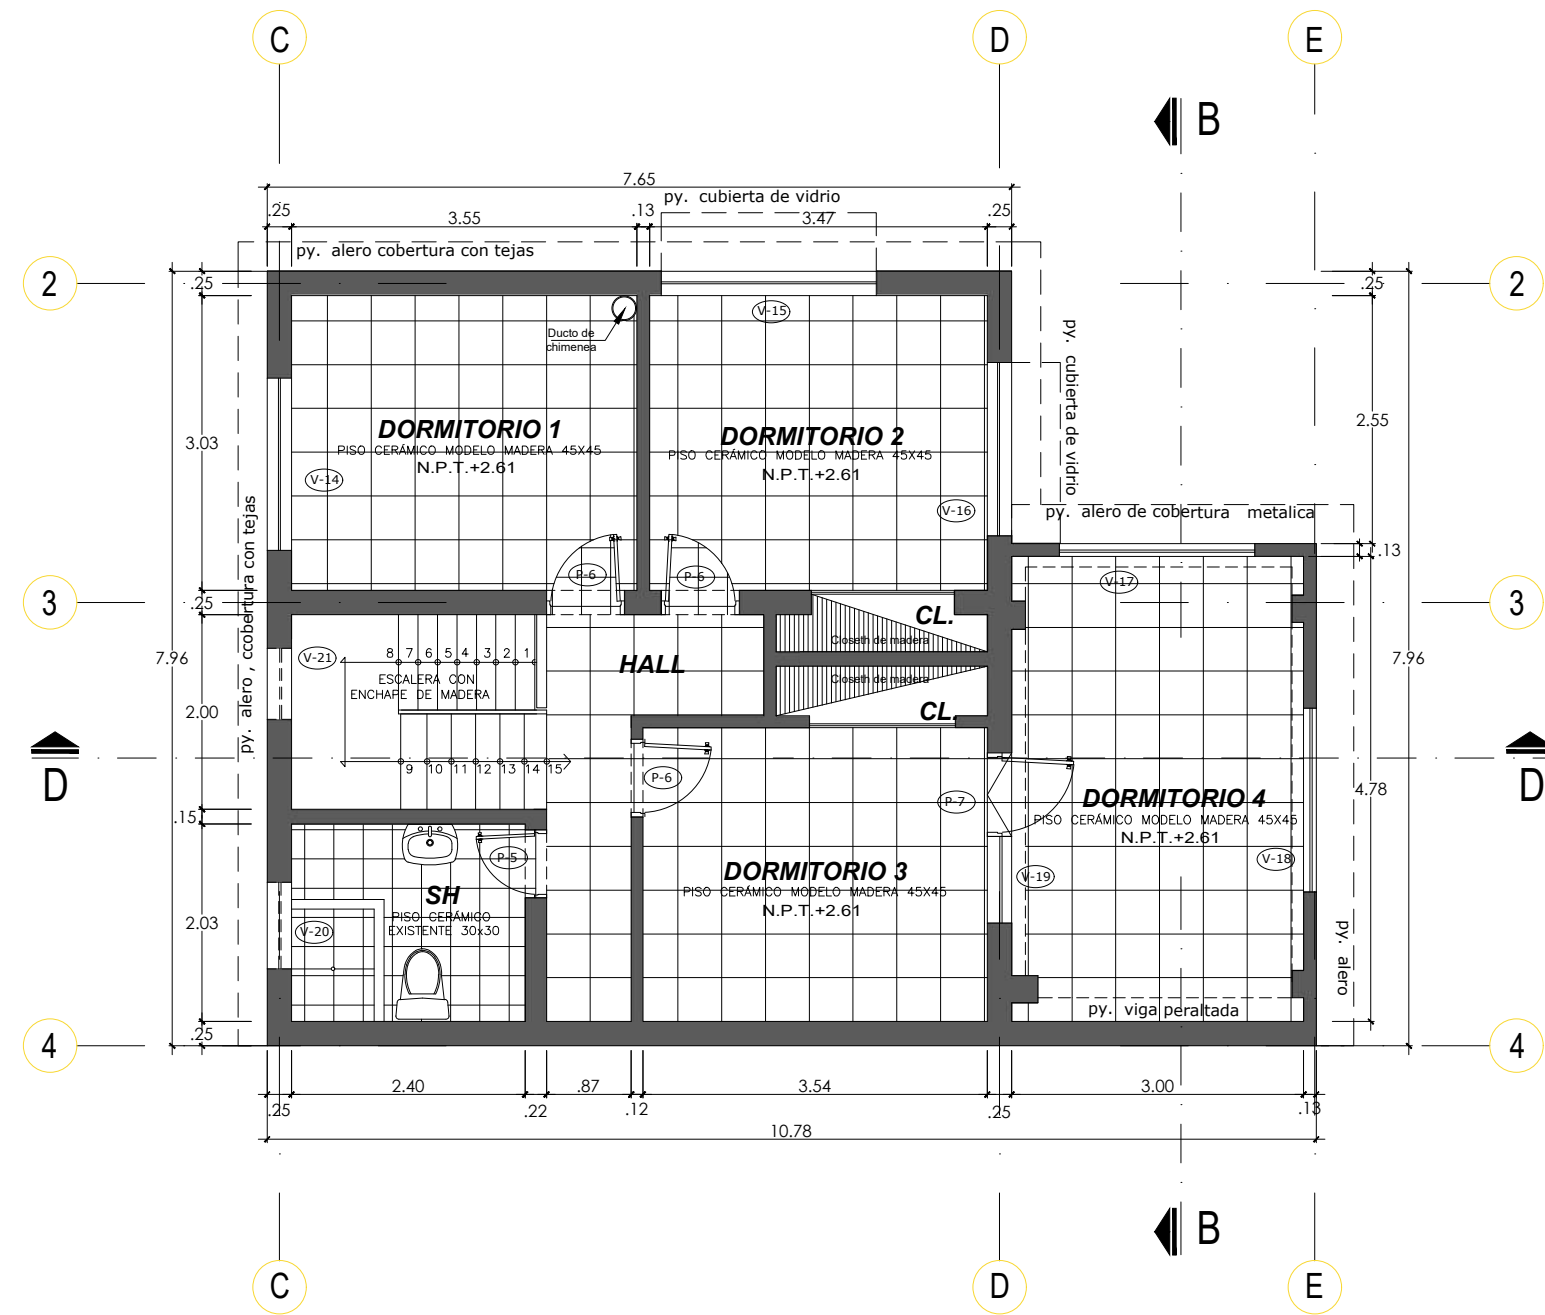 C
D
E
B
7.65
py. cubierta de vidrio
.25
3.55
.13
3.47
.25
py. alero cobertura con tejas
2
.25
.25
2
V-15
Ducto de
chimenea
py. cubierta de vidrio
3.03
2.55
DORMITORIO 1
PISO CERÁMICO MODELO MADERA 45X45
N.P.T.+2.61
DORMITORIO 2
PISO CERÁMICO MODELO MADERA 45X45
N.P.T.+2.61
V-14
V-16
py. alero de cobertura metalica
py. alero, ccobertura con tejas
.13
P-6
P-6
V-17
3
.25
3
CL.
Closeth de madera
7.96
V-21
8 7 6 5 4 3 2 1
ESCALERA CON
ENCHAPE DE MADERA
HALL
Closeth de madera
CL.
7.96
2.00
9 10 11 12 13 14 15
P-6
D
D
P-7
4.78
DORMITORIO 4
PISO CERÁMICO MODELO MADERA 45X45
N.P.T.+2.61
.15
P-5
V-18
V-19
DORMITORIO 3
PISO CERÁMICO MODELO MADERA 45X45
N.P.T.+2.61
SH
PISO CERÁMICO
EXISTENTE 30x30
2.03
V-20
py. alero
py. viga peraltada
4
.25
4
.25
2.40
.22
.87
.12
3.54
.25
3.00
.13
10.78
B
C
D
E